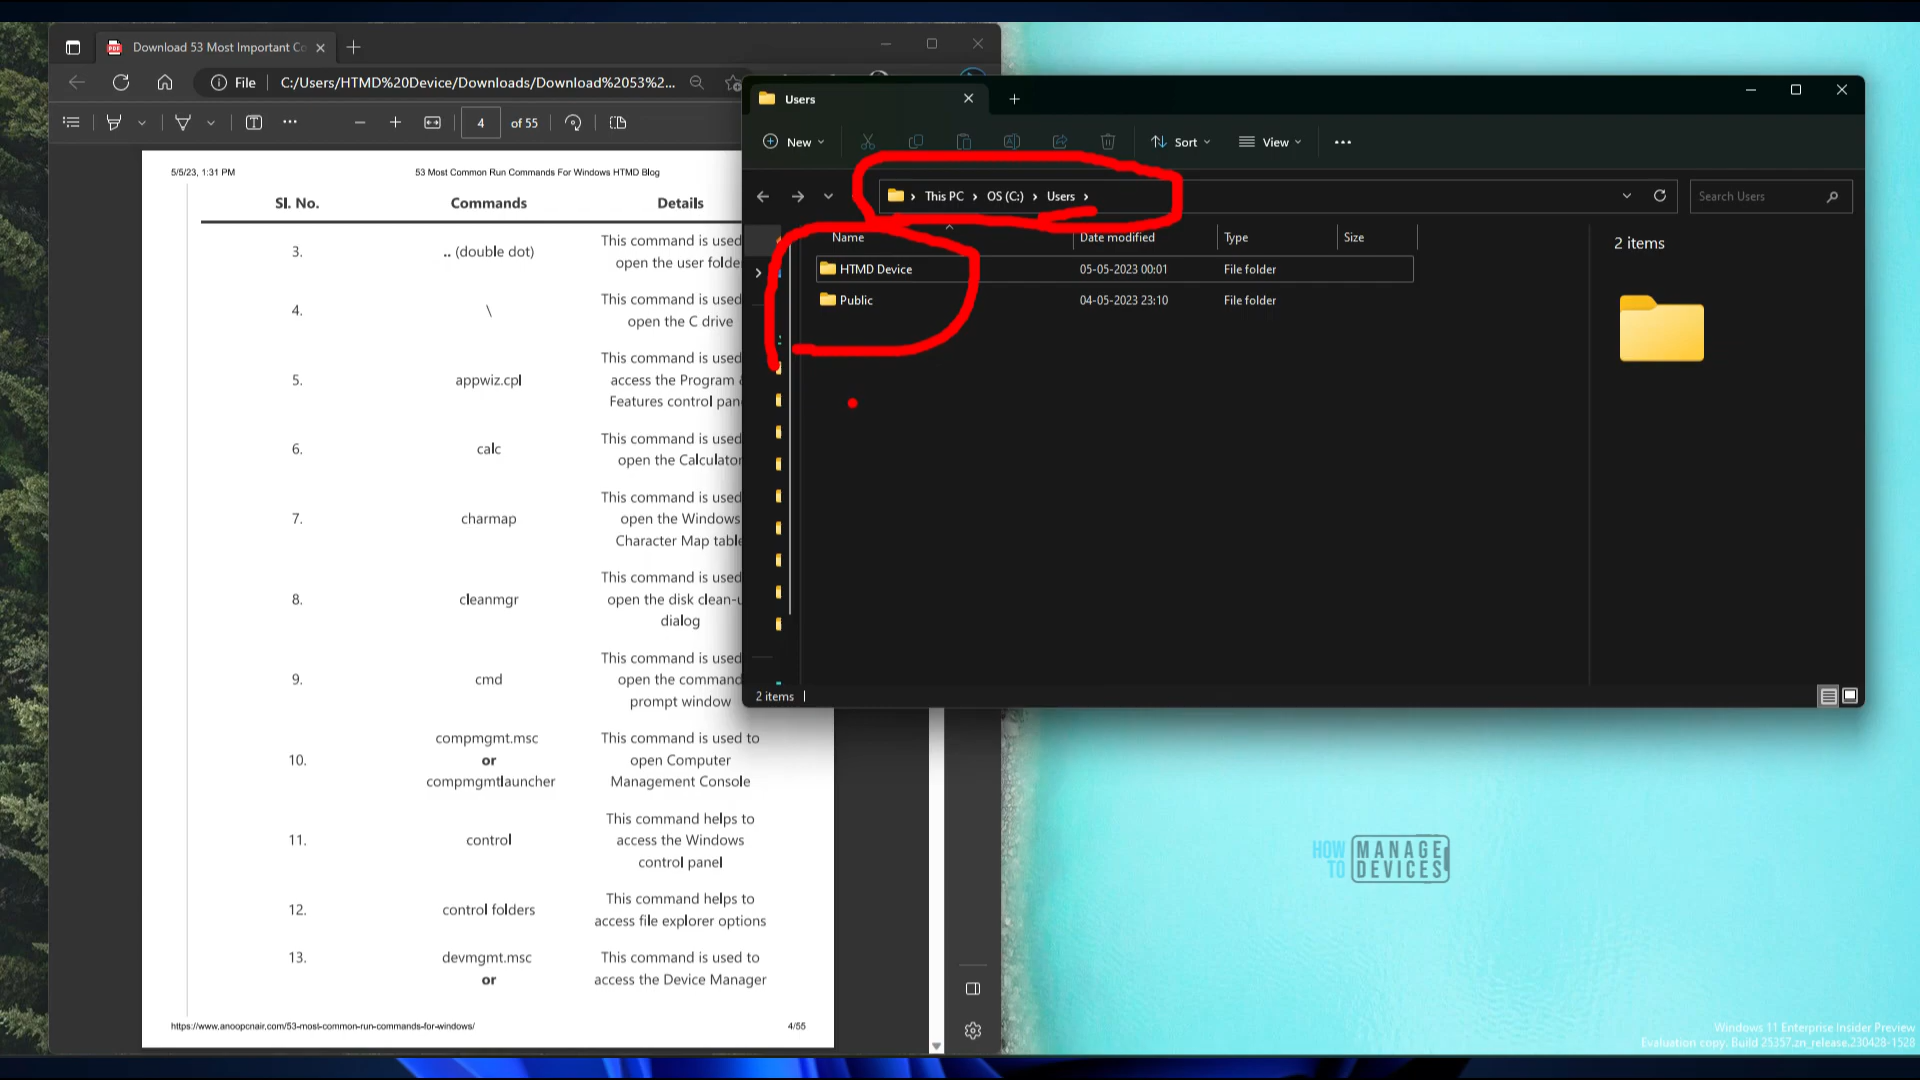 Download 53 Most Important Co
File
C:/Users/HTMD%20Device/Downloads/Download%2053%2...
4
of 55
5/5/23, 1:31 PM
53 Most Common Run Commands For Windows HTMD Blog
Sl. No.
Commands
Details
3.
.. (double dot)
This command is used
open the user folde
4.
\
This command is used
open the C drive
5.
appwiz.cpl
This command is used
access the Program
Features control pan
6.
calc
This command is used
open the Calculator
7.
charmap
This command is used
open the Windows
Character Map table
8.
cleanmgr
This command is used
open the disk clean-u
dialog
9.
cmd
This command is used
open the command
prompt window
10.
compmgmt.msc
or
compmgmtlauncher
This command is used to
open Computer
Management Console
11.
control
This command helps to
access the Windows
control panel
12.
control folders
This command helps to
access file explorer options
13.
devmgmt.msc
or
This command is used to
access the Device Manager
https://www.anoopcnair.com/53-most-common-run-commands-for-windows/
4/55
Users
New
Sort
View
This PC > OS (C:) > Users >
Search Users
Name
Date modified
Type
Size
HTMD Device
05-05-2023 00:01
File folder
Public
04-05-2023 23:10
File folder
2 items
2 items
HOW TO
MANAGE DEVICES
Windows 11 Enterprise Insider Preview
Evaluation copy. Build 25357.zn_release.230428-1528